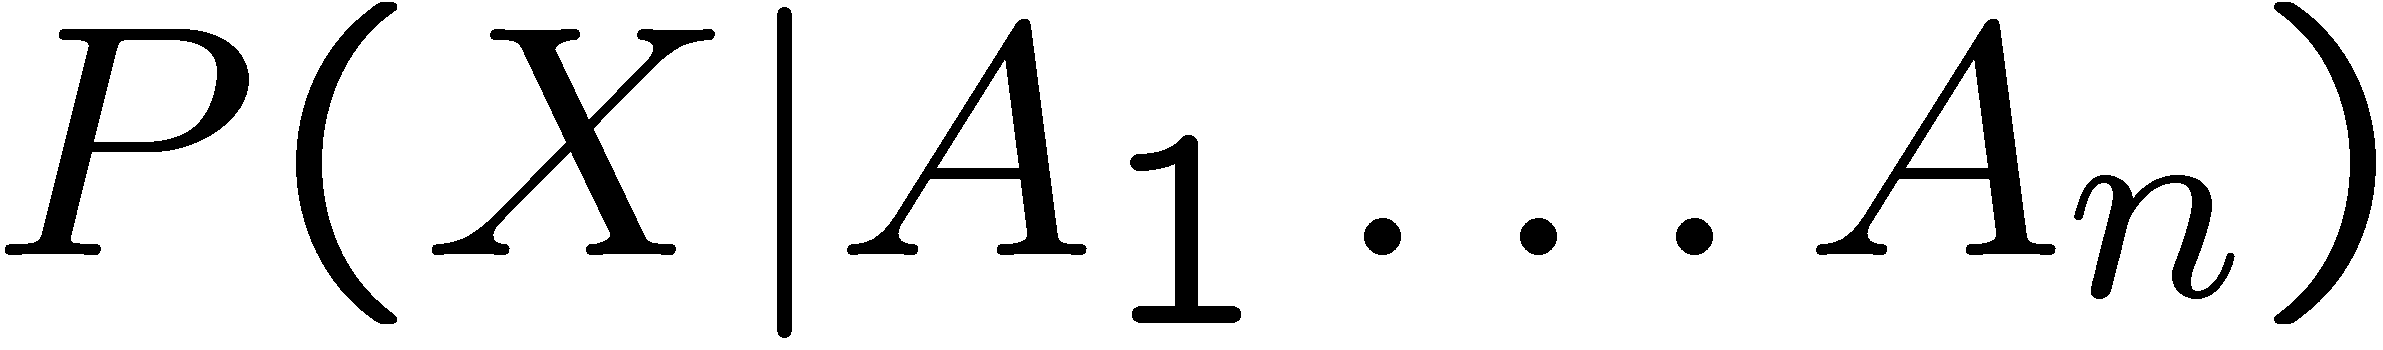 P(X|A₁ . . . Aₙ)